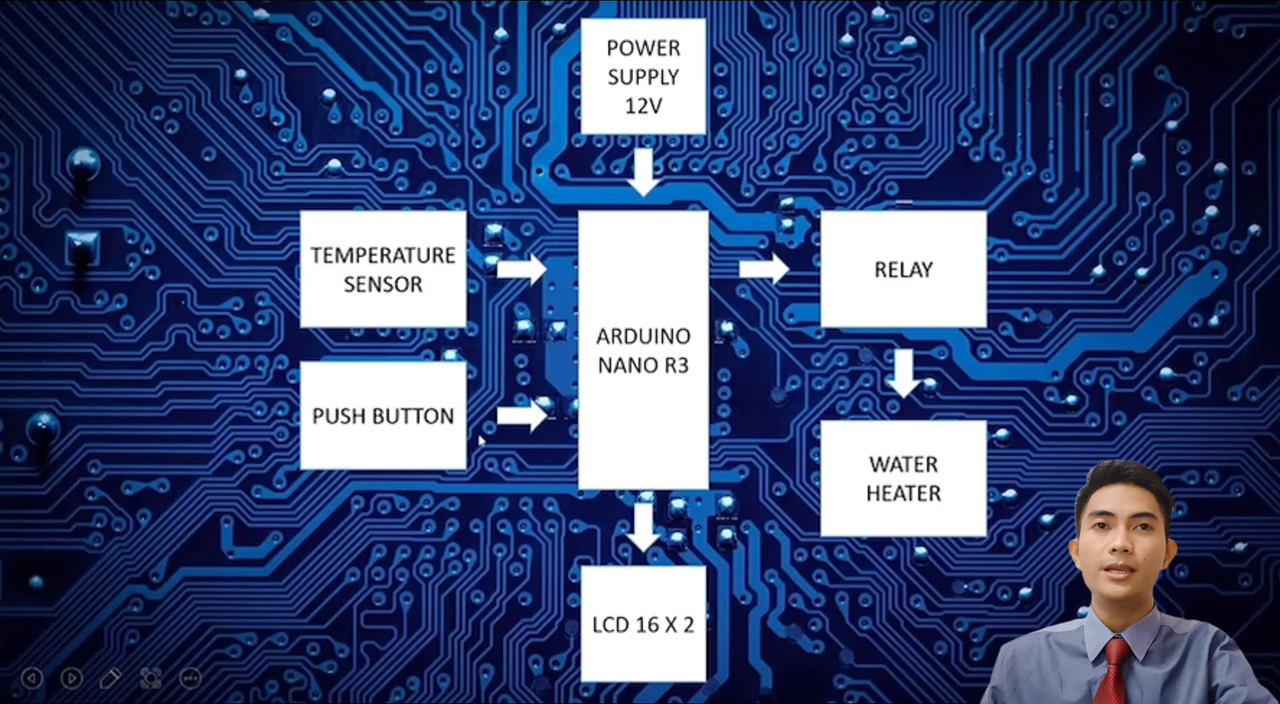 POWER
SUPPLY
12V
TEMPERATURE
SENSOR
ARDUINO
NANO R3
RELAY
PUSH BUTTON
WATER
HEATER
LCD 16 X 2